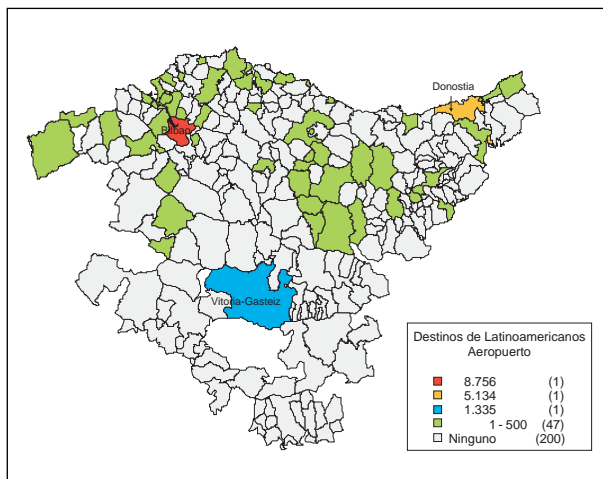 Donostia
Bilbao
Vitoria-Gasteiz
Destinos de Latinoamericanos
Aeropuerto
8.756 (1)
5.134 (1)
1.335 (1)
1 - 500 (47)
Ninguno (200)